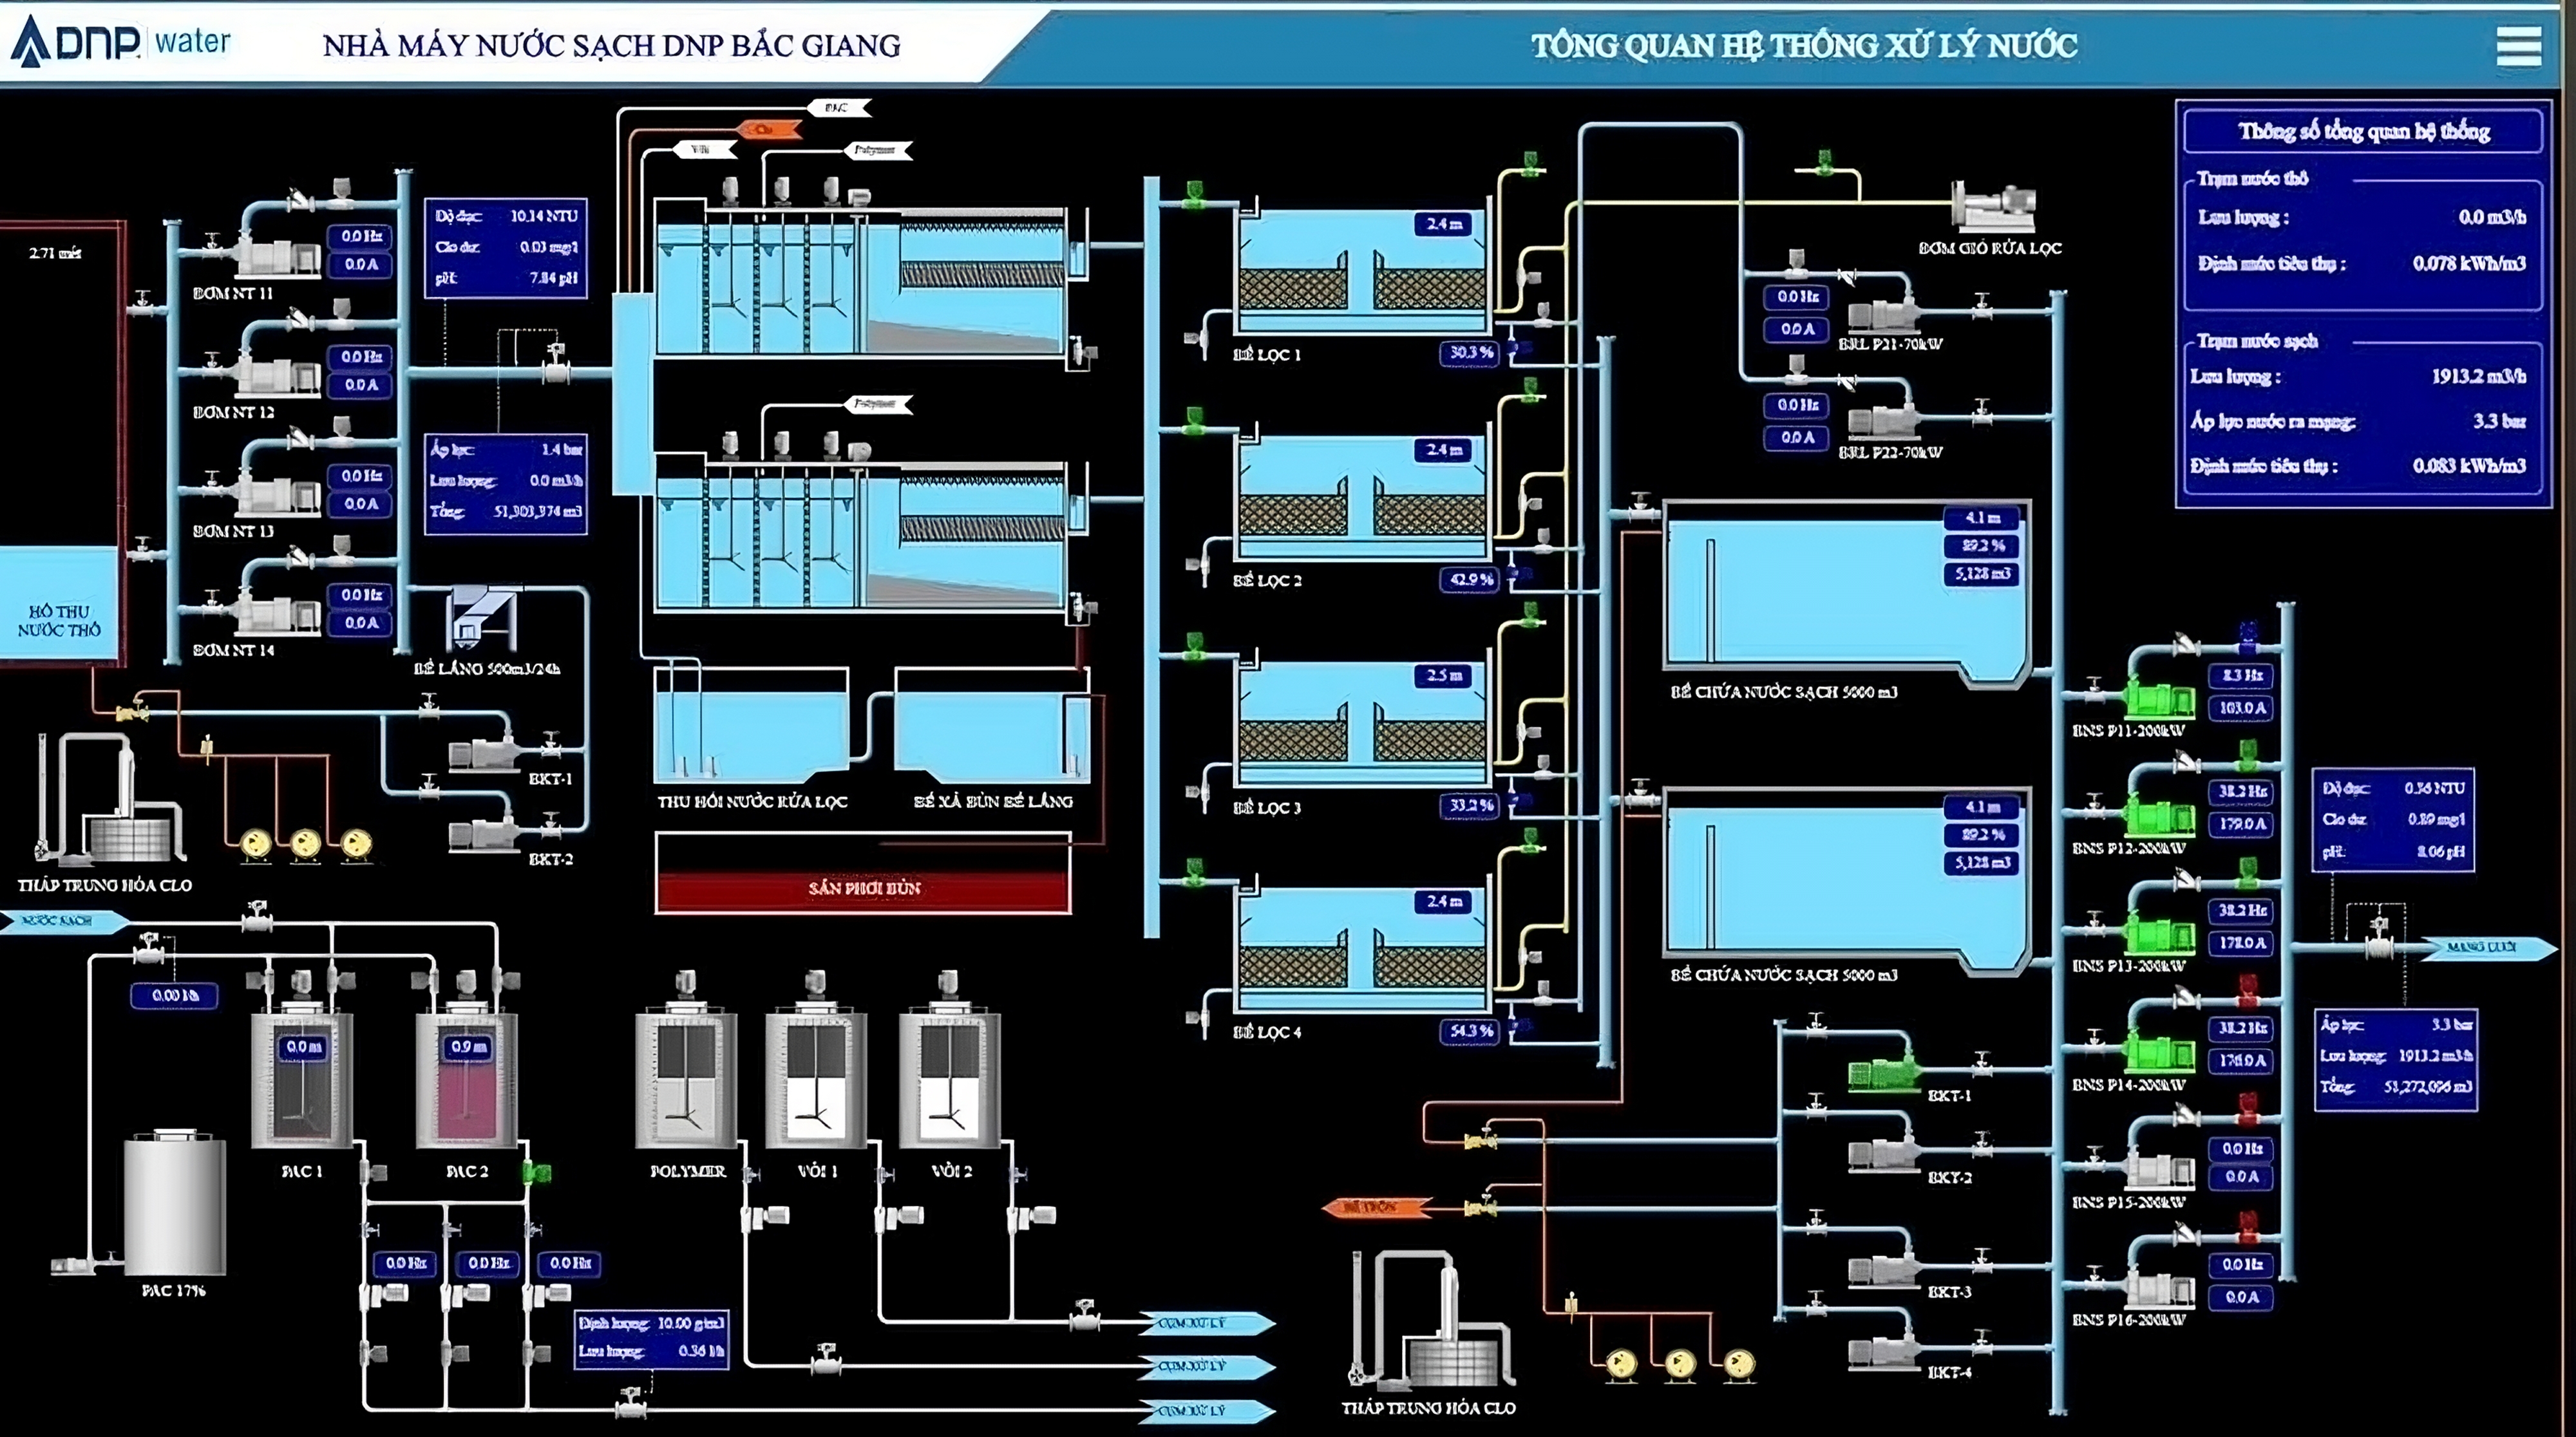 DNP water
NHÀ MÁY NƯỚC SẠCH DNP BẮC GIANG
TỔNG QUAN HỆ THỐNG XỬ LÝ NƯỚC
Thông số tổng quan hệ thống
Trạm nước thô
Lưu lượng : 0.0 m3/h
Định mức tiêu thụ : 0.078 kWh/m3
Trạm nước sạch
Lưu lượng : 1913.2 m3/h
Áp lực nước ra mạng: 3.3 bar
Định mức tiêu thụ : 0.083 kWh/m3
2.71 mét
HỒ THU
NƯỚC THÔ
0.0 Hz
0.0 A
BƠM NT 11
0.0 Hz
0.0 A
BƠM NT 12
0.0 Hz
0.0 A
BƠM NT 13
0.0 Hz
0.0 A
BƠM NT 14
Độ đục: 10.14 NTU
Clo dư: 0.03 mg/l
pH: 7.84 pH
Áp lực: 1.4 bar
Lưu lượng: 0.0 m3/h
Tổng: m3
BỂ LẮNG 500m3/24h
BKT-1
BKT-2
THÁP TRUNG HÒA CLO
PAC
Polymer
Polymer
THU HỒI NƯỚC RỬA LỌC
BỂ XẢ BÙN BỂ LẮNG
SÂN PHƠI BÙN
2.4 m
BỂ LỌC 1
30.3 %
2.4 m
BỂ LỌC 2
42.9 %
2.5 m
BỂ LỌC 3
33.2 %
2.4 m
BỂ LỌC 4
54.3 %
BƠM GIÓ RỬA LỌC
0.0 Hz
0.0 A
BRL P21-70kW
0.0 Hz
0.0 A
BRL P22-70kW
4.1 m
89.2 %
5,128 m3
BỂ CHỨA NƯỚC SẠCH 5000 m3
4.1 m
89.2 %
5,128 m3
BỂ CHỨA NƯỚC SẠCH 5000 m3
8.3 Hz
103.0 A
BNS P11-200kW
38.2 Hz
179.0 A
BNS P12-200kW
38.2 Hz
178.0 A
BNS P13-200kW
38.2 Hz
176.0 A
BNS P14-200kW
0.0 Hz
0.0 A
BNS P15-200kW
0.0 Hz
0.0 A
BNS P16-200kW
Độ đục: NTU
Clo dư: 0.89 mg/l
pH: 8.06 pH
MẠNG LƯỚI
Áp lực: 3.3 bar
Lưu lượng: 1913.2 m3/h
Tổng: m3
BKT-1
BKT-2
BKT-3
BKT-4
THÁP TRUNG HÒA CLO
NƯỚC SẠCH
0.00 l/h
0.0 m
PAC 1
0.9 m
PAC 2
POLYMER
VÔI 1
VÔI 2
PAC 17%
0.0 Hz
0.0 Hz
0.0 Hz
Định lượng: 10.00 g/m3
Lưu lượng: l/h
CỤM XỬ LÝ
CỤM XỬ LÝ
CỤM XỬ LÝ